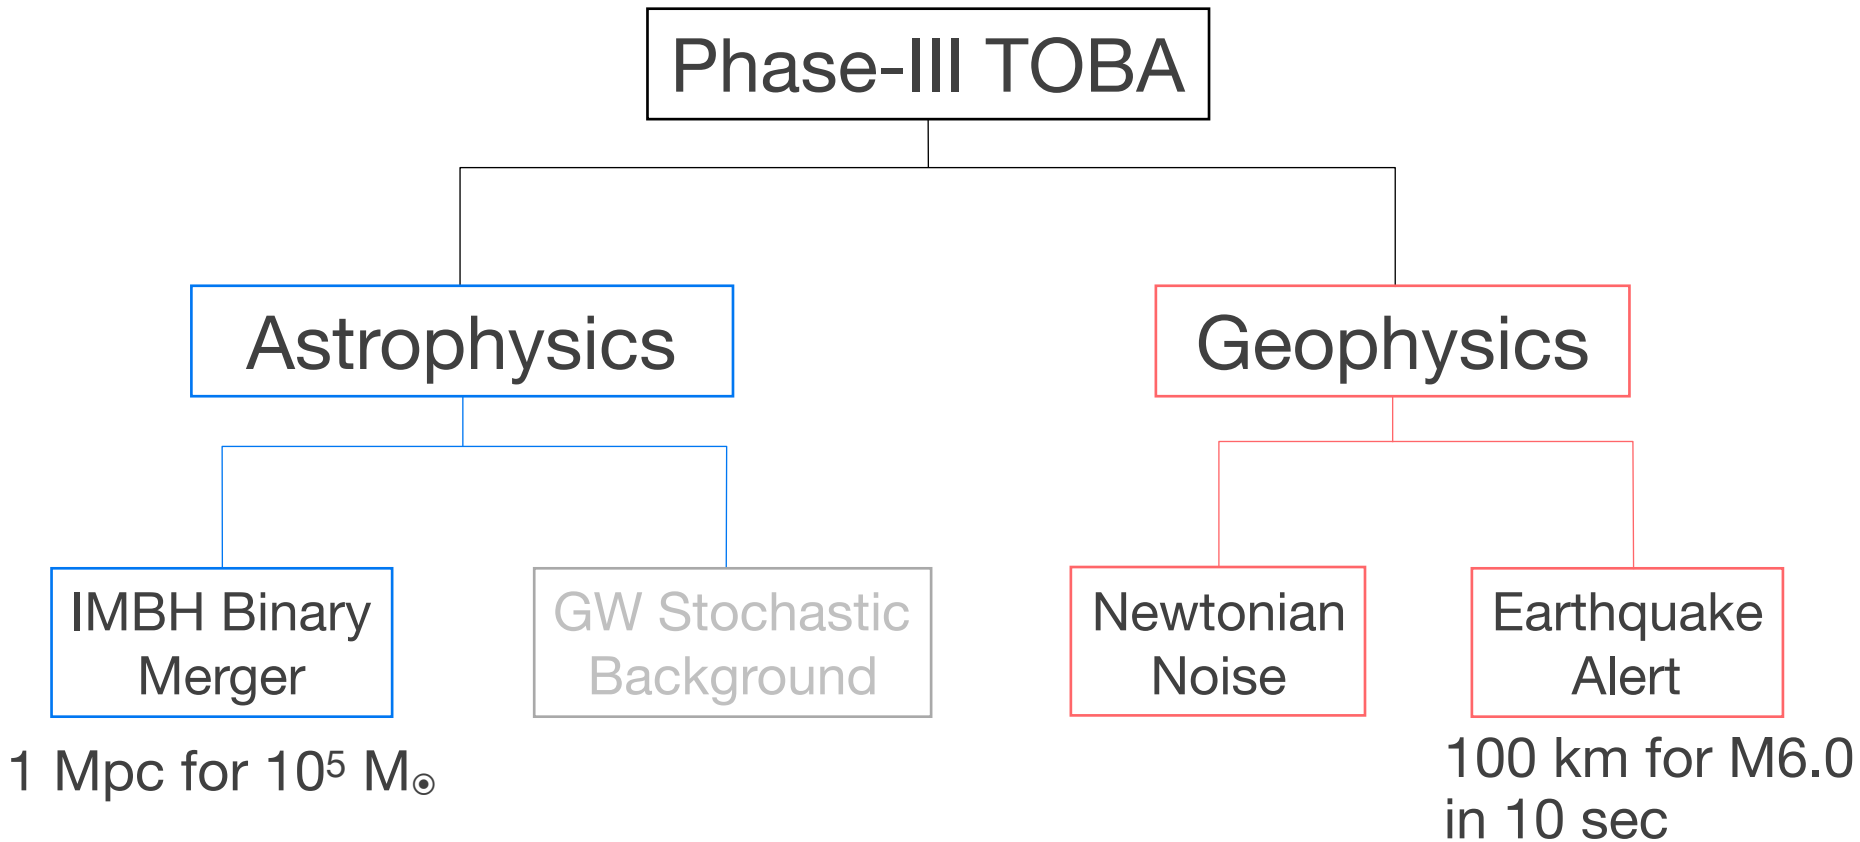 Phase-III TOBA
Astrophysics
Geophysics
IMBH Binary
Merger
GW Stochastic
Background
Newtonian
Noise
Earthquake
Alert
1 Mpc for 10⁵ M☉
100 km for M6.0
in 10 sec